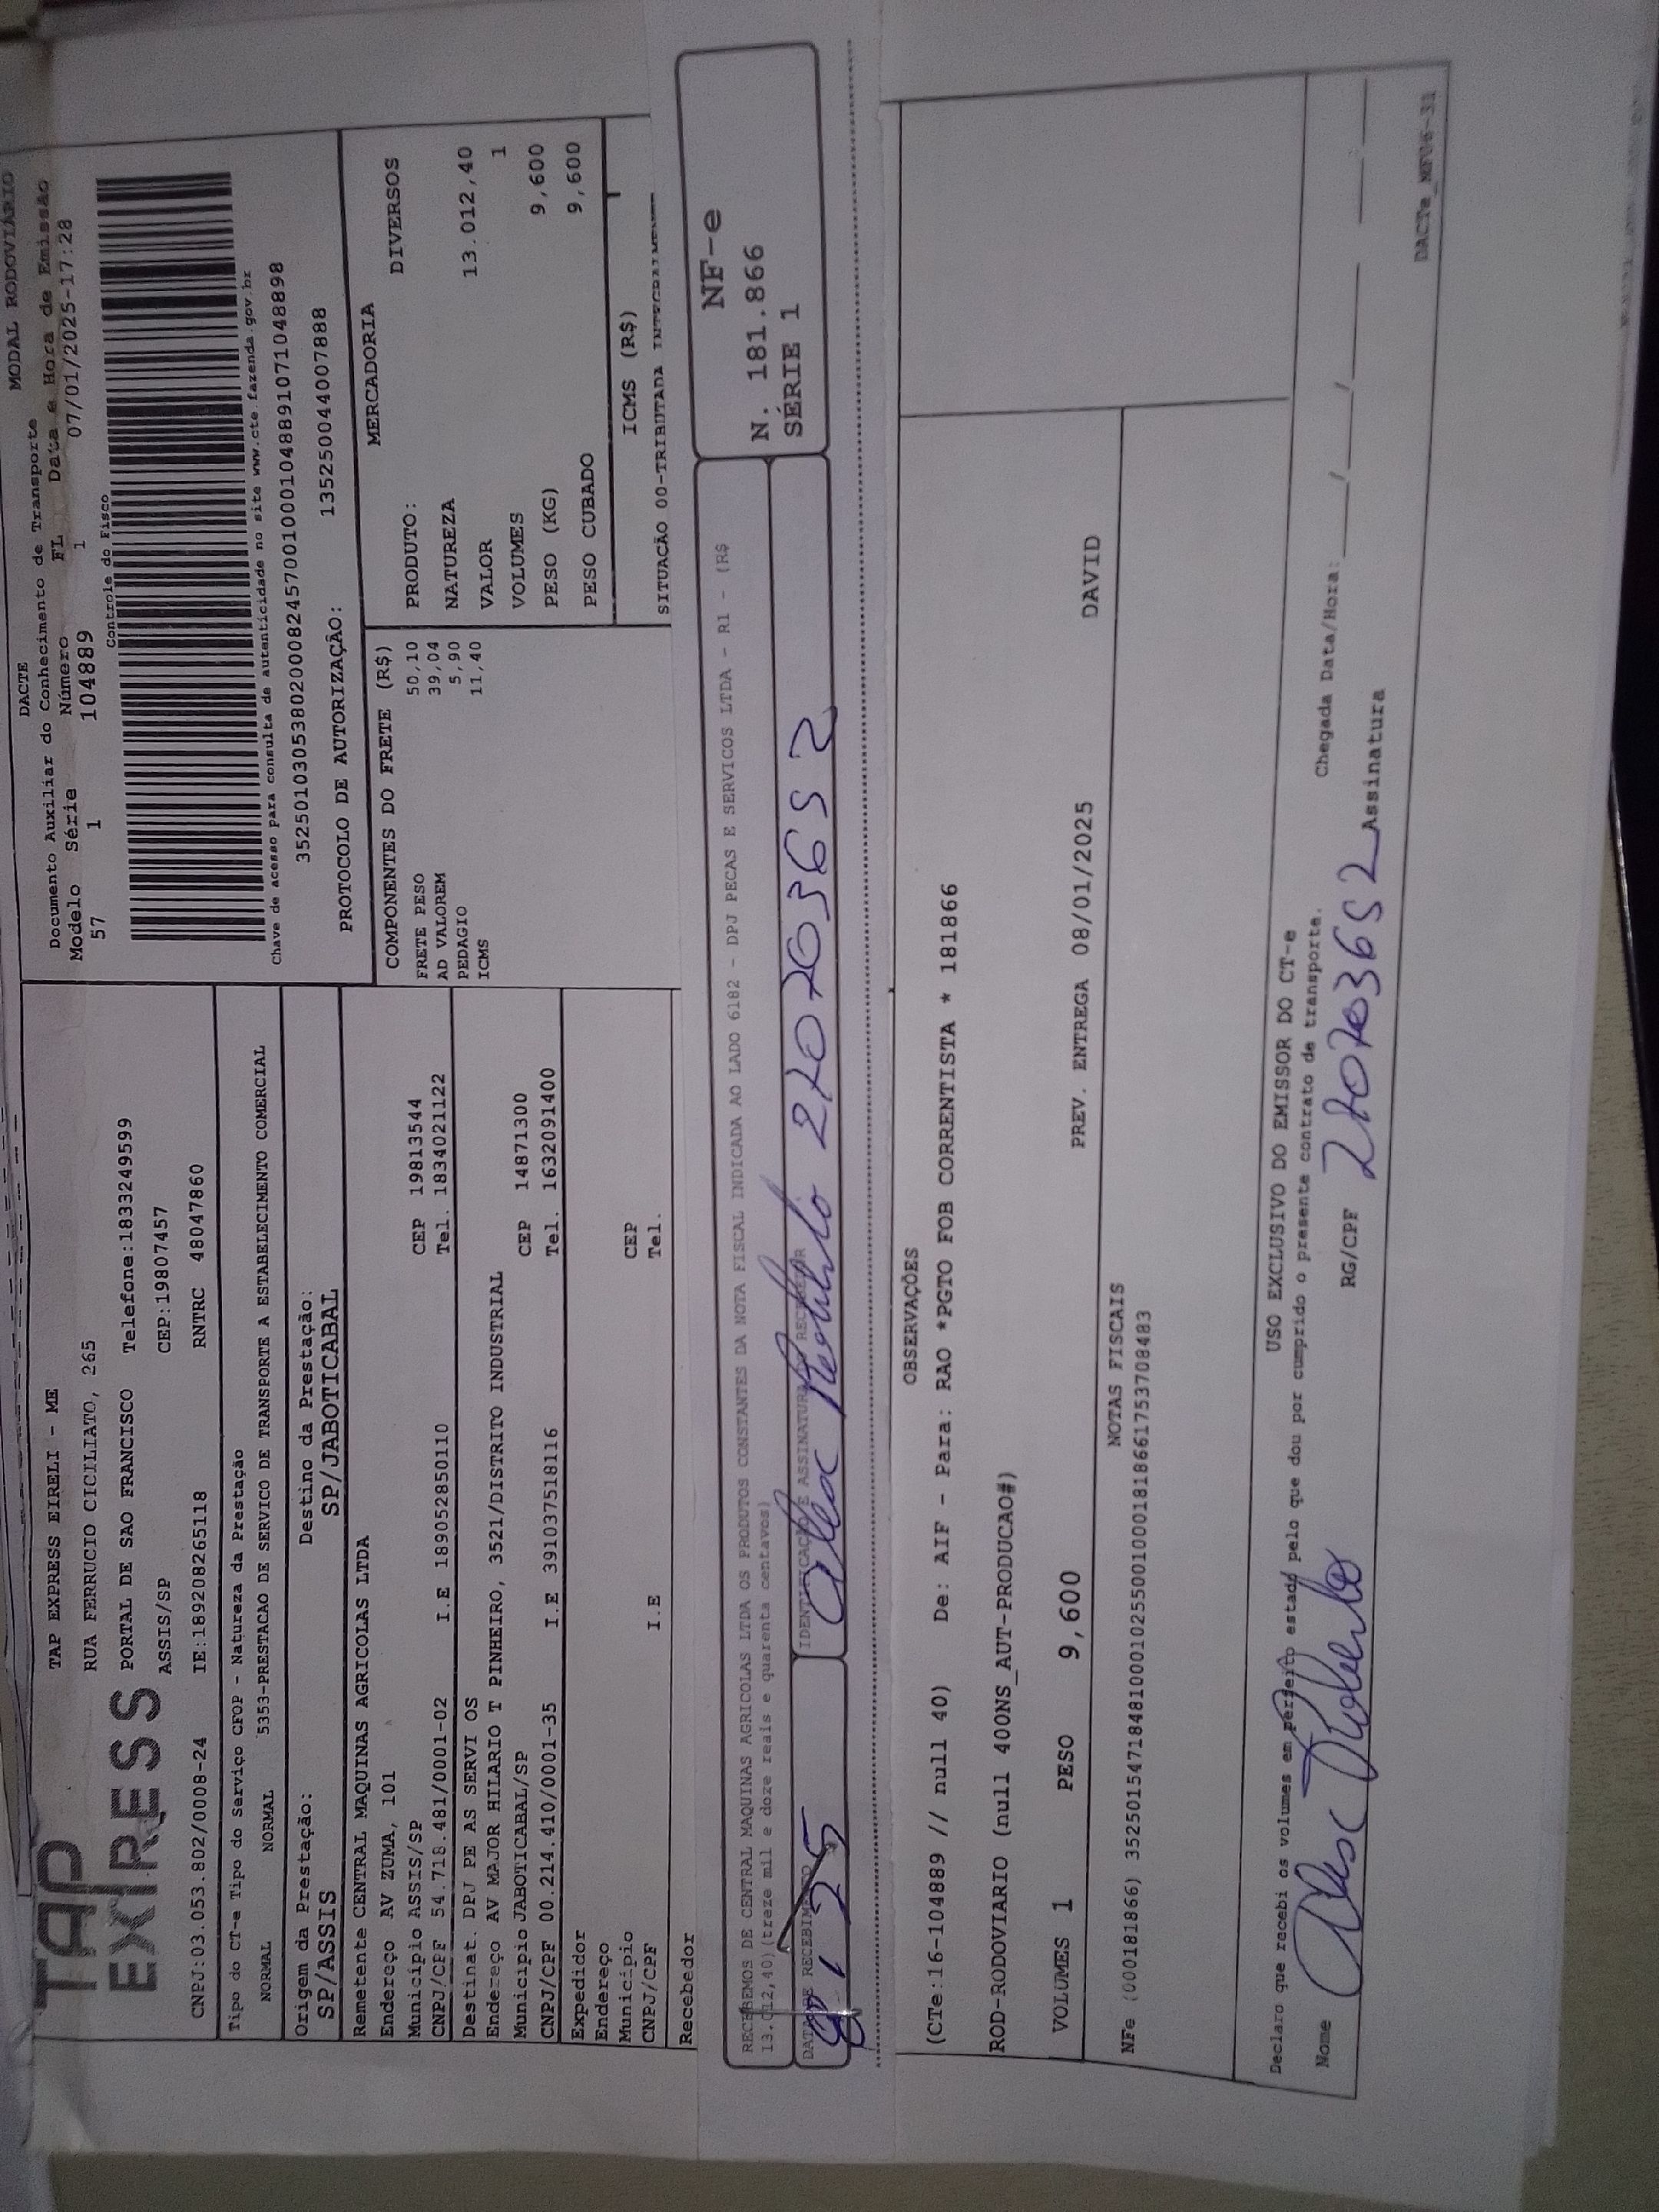 TAP
EXPRESS
TAP EXPRESS EIRELI - ME
RUA FERRUCIO CICILIATO, 265
PORTAL DE SAO FRANCISCO Telefone:1833249599
ASSIS/SP CEP:19807457
CNPJ:03.053.802/0008-24 IE:189208265118 RNTRC 48047860
DACTE MODAL RODOVIÁRIO
Documento Auxiliar do Conhecimento de Transporte
Modelo Série Número FL Data e Hora de Emissão
57 1 104889 1 07/01/2025-17:28
Controle do Fisco
Chave de acesso para consulta de autenticidade no site www.cte.fazenda.gov.br
35250103053802000824570010001048891071048898
PROTOCOLO DE AUTORIZAÇÃO: 135250044007888
Tipo do CT-e Tipo do Serviço CFOP - Natureza da Prestação
NORMAL NORMAL 5353-PRESTACAO DE SERVICO DE TRANSPORTE A ESTABELECIMENTO COMERCIAL
Origem da Prestação: Destino da Prestação:
SP/ASSIS SP/JABOTICABAL
Remetente CENTRAL MAQUINAS AGRICOLAS LTDA
Endereço AV ZUMA, 101
Município ASSIS/SP CEP 19813544
CNPJ/CPF 54.718.481/0001-02 I.E 189052850110 Tel. 1834021122
Destinat. DPJ PE AS SERVI OS
Endereço AV MAJOR HILARIO T PINHEIRO, 3521/DISTRITO INDUSTRIAL
Município JABOTICABAL/SP CEP 14871300
CNPJ/CPF 00.214.410/0001-35 I.E 391037518116 Tel. 1632091400
Expedidor
Endereço
Município CEP
CNPJ/CPF I.E Tel.
Recebedor
COMPONENTES DO FRETE (R$)
FRETE PESO 50,10
AD VALOREM 39,04
PEDAGIO 5,90
ICMS 11,40
MERCADORIA
PRODUTO: DIVERSOS
NATUREZA
VALOR 13.012,40
VOLUMES 1
PESO (KG) 9,600
PESO CUBADO 9,600
ICMS (R$)
SITUAÇÃO 00-TRIBUTADA
RECEBEMOS DE CENTRAL MAQUINAS AGRICOLAS LTDA OS PRODUTOS CONSTANTES DA NOTA FISCAL INDICADA AO LADO 6182 - DPJ PECAS E SERVICOS LTDA - R1 - (R$
13.012,40)(treze mil e doze reais e quarenta centavos)
DATA DE RECEBIMENTO IDENTIFICAÇÃO E ASSINATURA DO RECEBEDOR
NF-e
N. 181.866
SÉRIE 1
OBSERVAÇÕES
(CTe:16-104889 // null 40) De: AIF - Para: RAO *PGTO FOB CORRENTISTA * 181866
ROD-RODOVIARIO (null 400NS_AUT-PRODUCAO#)
VOLUMES 1 PESO 9,600 PREV. ENTREGA 08/01/2025 DAVID
NOTAS FISCAIS
NFe (000181866) 35250154718481000102550010001818661753708483
USO EXCLUSIVO DO EMISSOR DO CT-e
Declaro que recebi os volumes em perfeito estado pelo que dou por cumprido o presente contrato de transporte.
Nome RG/CPF Assinatura Chegada Data/Hora: